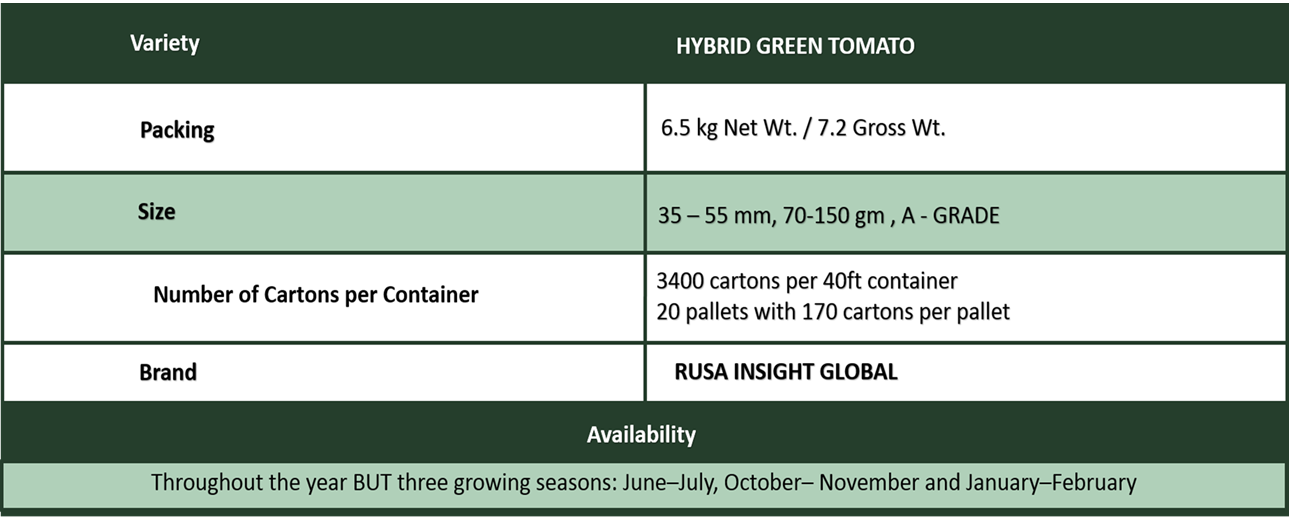 Variety
HYBRID GREEN TOMATO
Packing
6.5 kg Net Wt. / 7.2 Gross Wt.
Size
35 – 55 mm, 70-150 gm , A - GRADE
Number of Cartons per Container
3400 cartons per 40ft container
20 pallets with 170 cartons per pallet
Brand
RUSA INSIGHT GLOBAL
Availability
Throughout the year BUT three growing seasons: June–July, October– November and January–February